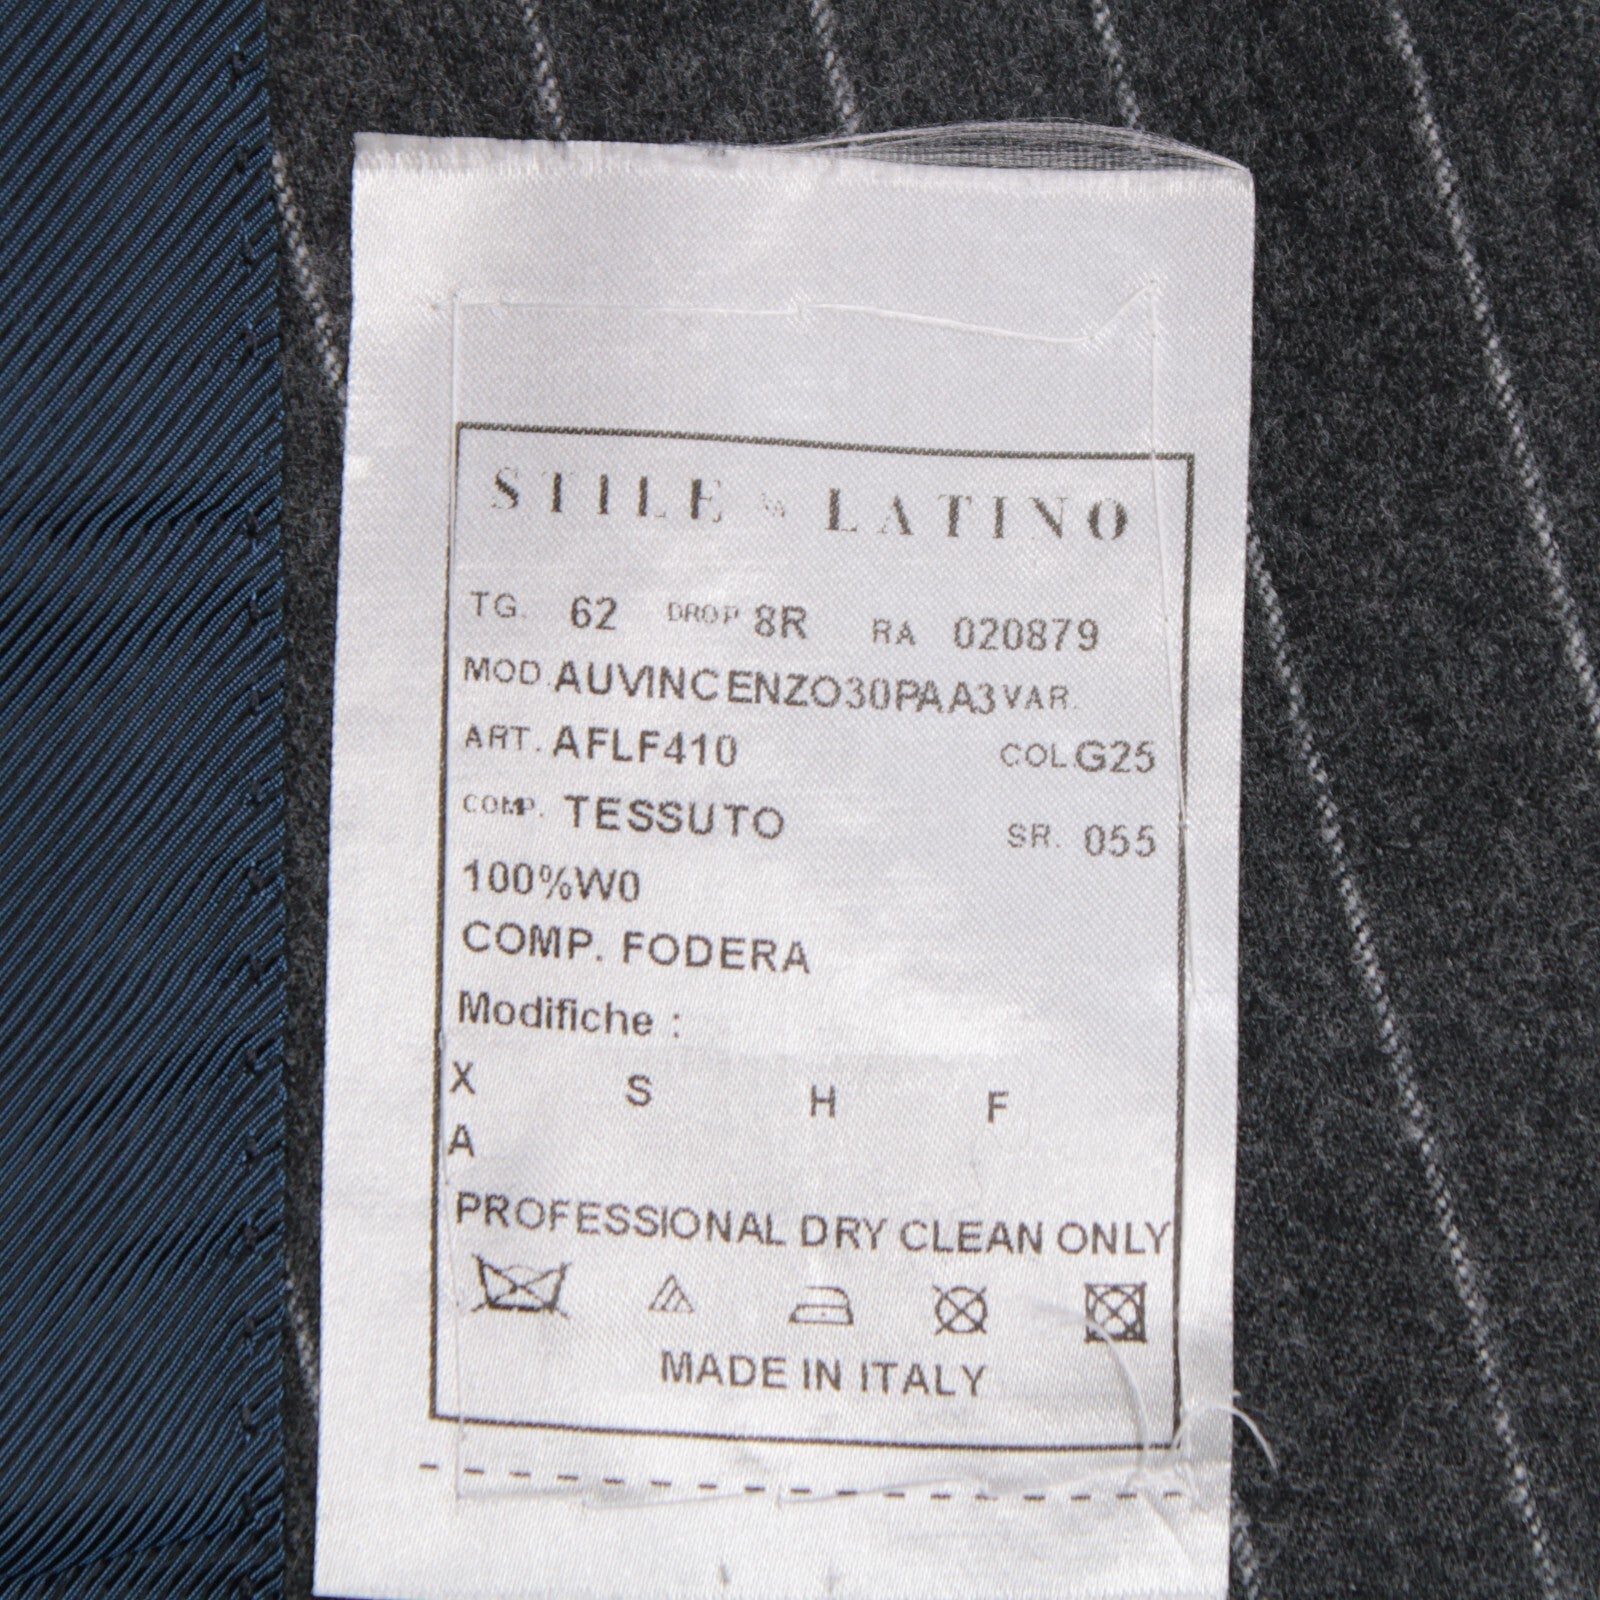 STILE LATINO
TG. 62 DROP 8R RA 020879
MOD. AUVINCENZO30PAA3 VAR.
ART. AFLF410 COL. G25
COMP. TESSUTO SR. 055
100%W0
COMP. FODERA
Modifiche :
X S H F
A
PROFESSIONAL DRY CLEAN ONLY
MADE IN ITALY